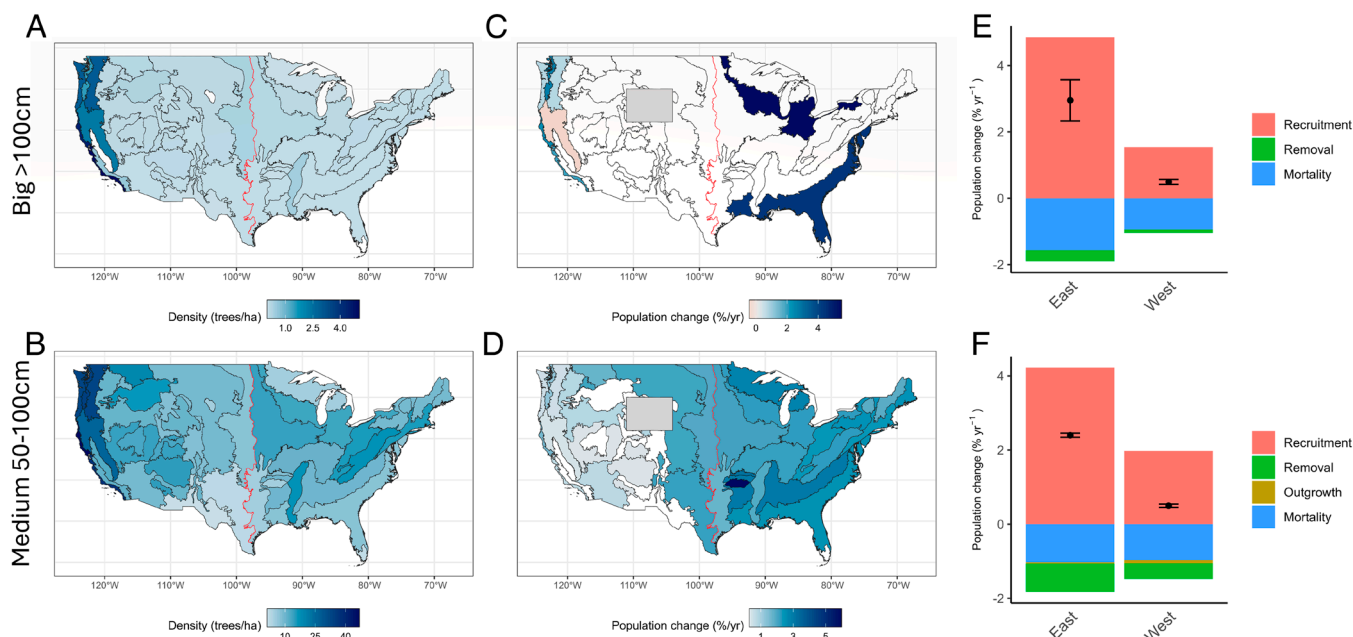 A
C
E
Big >100cm
120°W
110°W
100°W
90°W
80°W
70°W
120°W
110°W
100°W
90°W
80°W
70°W
Density (trees/ha)
1.0
2.5
4.0
Population change (%/yr)
0
2
4
Population change (% yr⁻¹)
4
2
0
-2
East
West
Recruitment
Removal
Mortality
B
D
F
Medium 50-100cm
120°W
110°W
100°W
90°W
80°W
70°W
120°W
110°W
100°W
90°W
80°W
70°W
Density (trees/ha)
10
25
40
Population change (%/yr)
1
3
5
Population change (% yr⁻¹)
4
2
0
-2
East
West
Recruitment
Removal
Outgrowth
Mortality